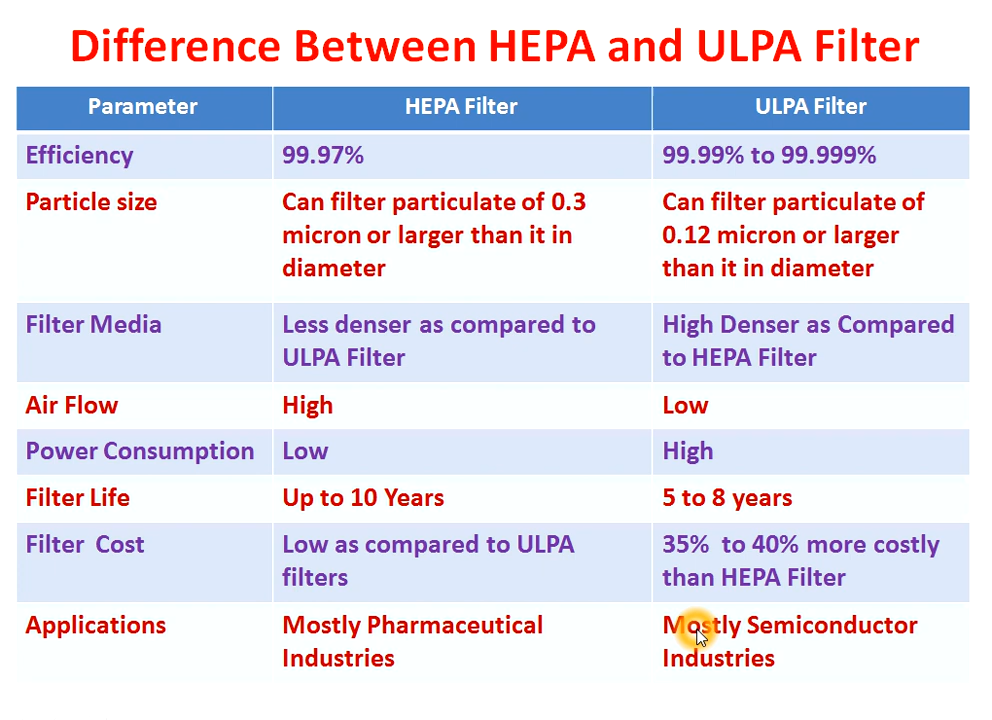 Difference Between HEPA and ULPA Filter
Parameter HEPA Filter ULPA Filter
Efficiency 99.97% 99.99% to 99.999%
Particle size Can filter particulate of 0.3 Can filter particulate of
micron or larger than it in 0.12 micron or larger
diameter than it in diameter
Filter Media Less denser as compared to High Denser as Compared
ULPA Filter to HEPA Filter
Air Flow High Low
Power Consumption Low High
Filter Life Up to 10 Years 5 to 8 years
Filter Cost Low as compared to ULPA 35% to 40% more costly
filters than HEPA Filter
Applications Mostly Pharmaceutical Mostly Semiconductor
Industries Industries